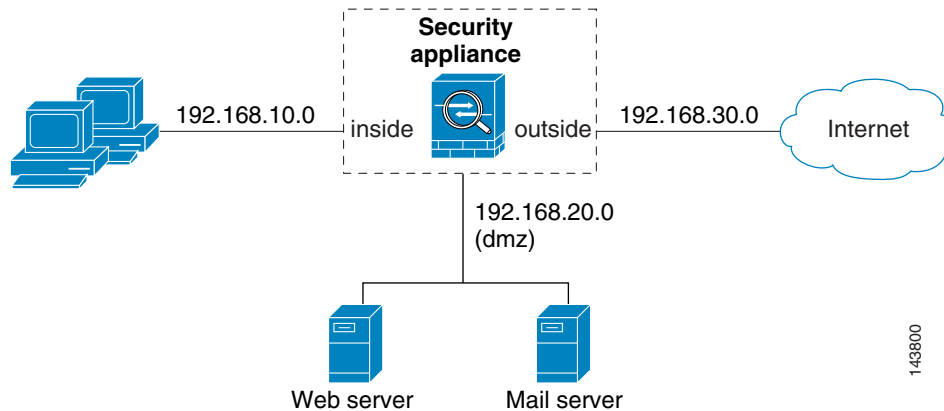 Security
appliance
192.168.10.0
inside
outside
192.168.30.0
Internet
192.168.20.0
(dmz)
Web server
Mail server
143800